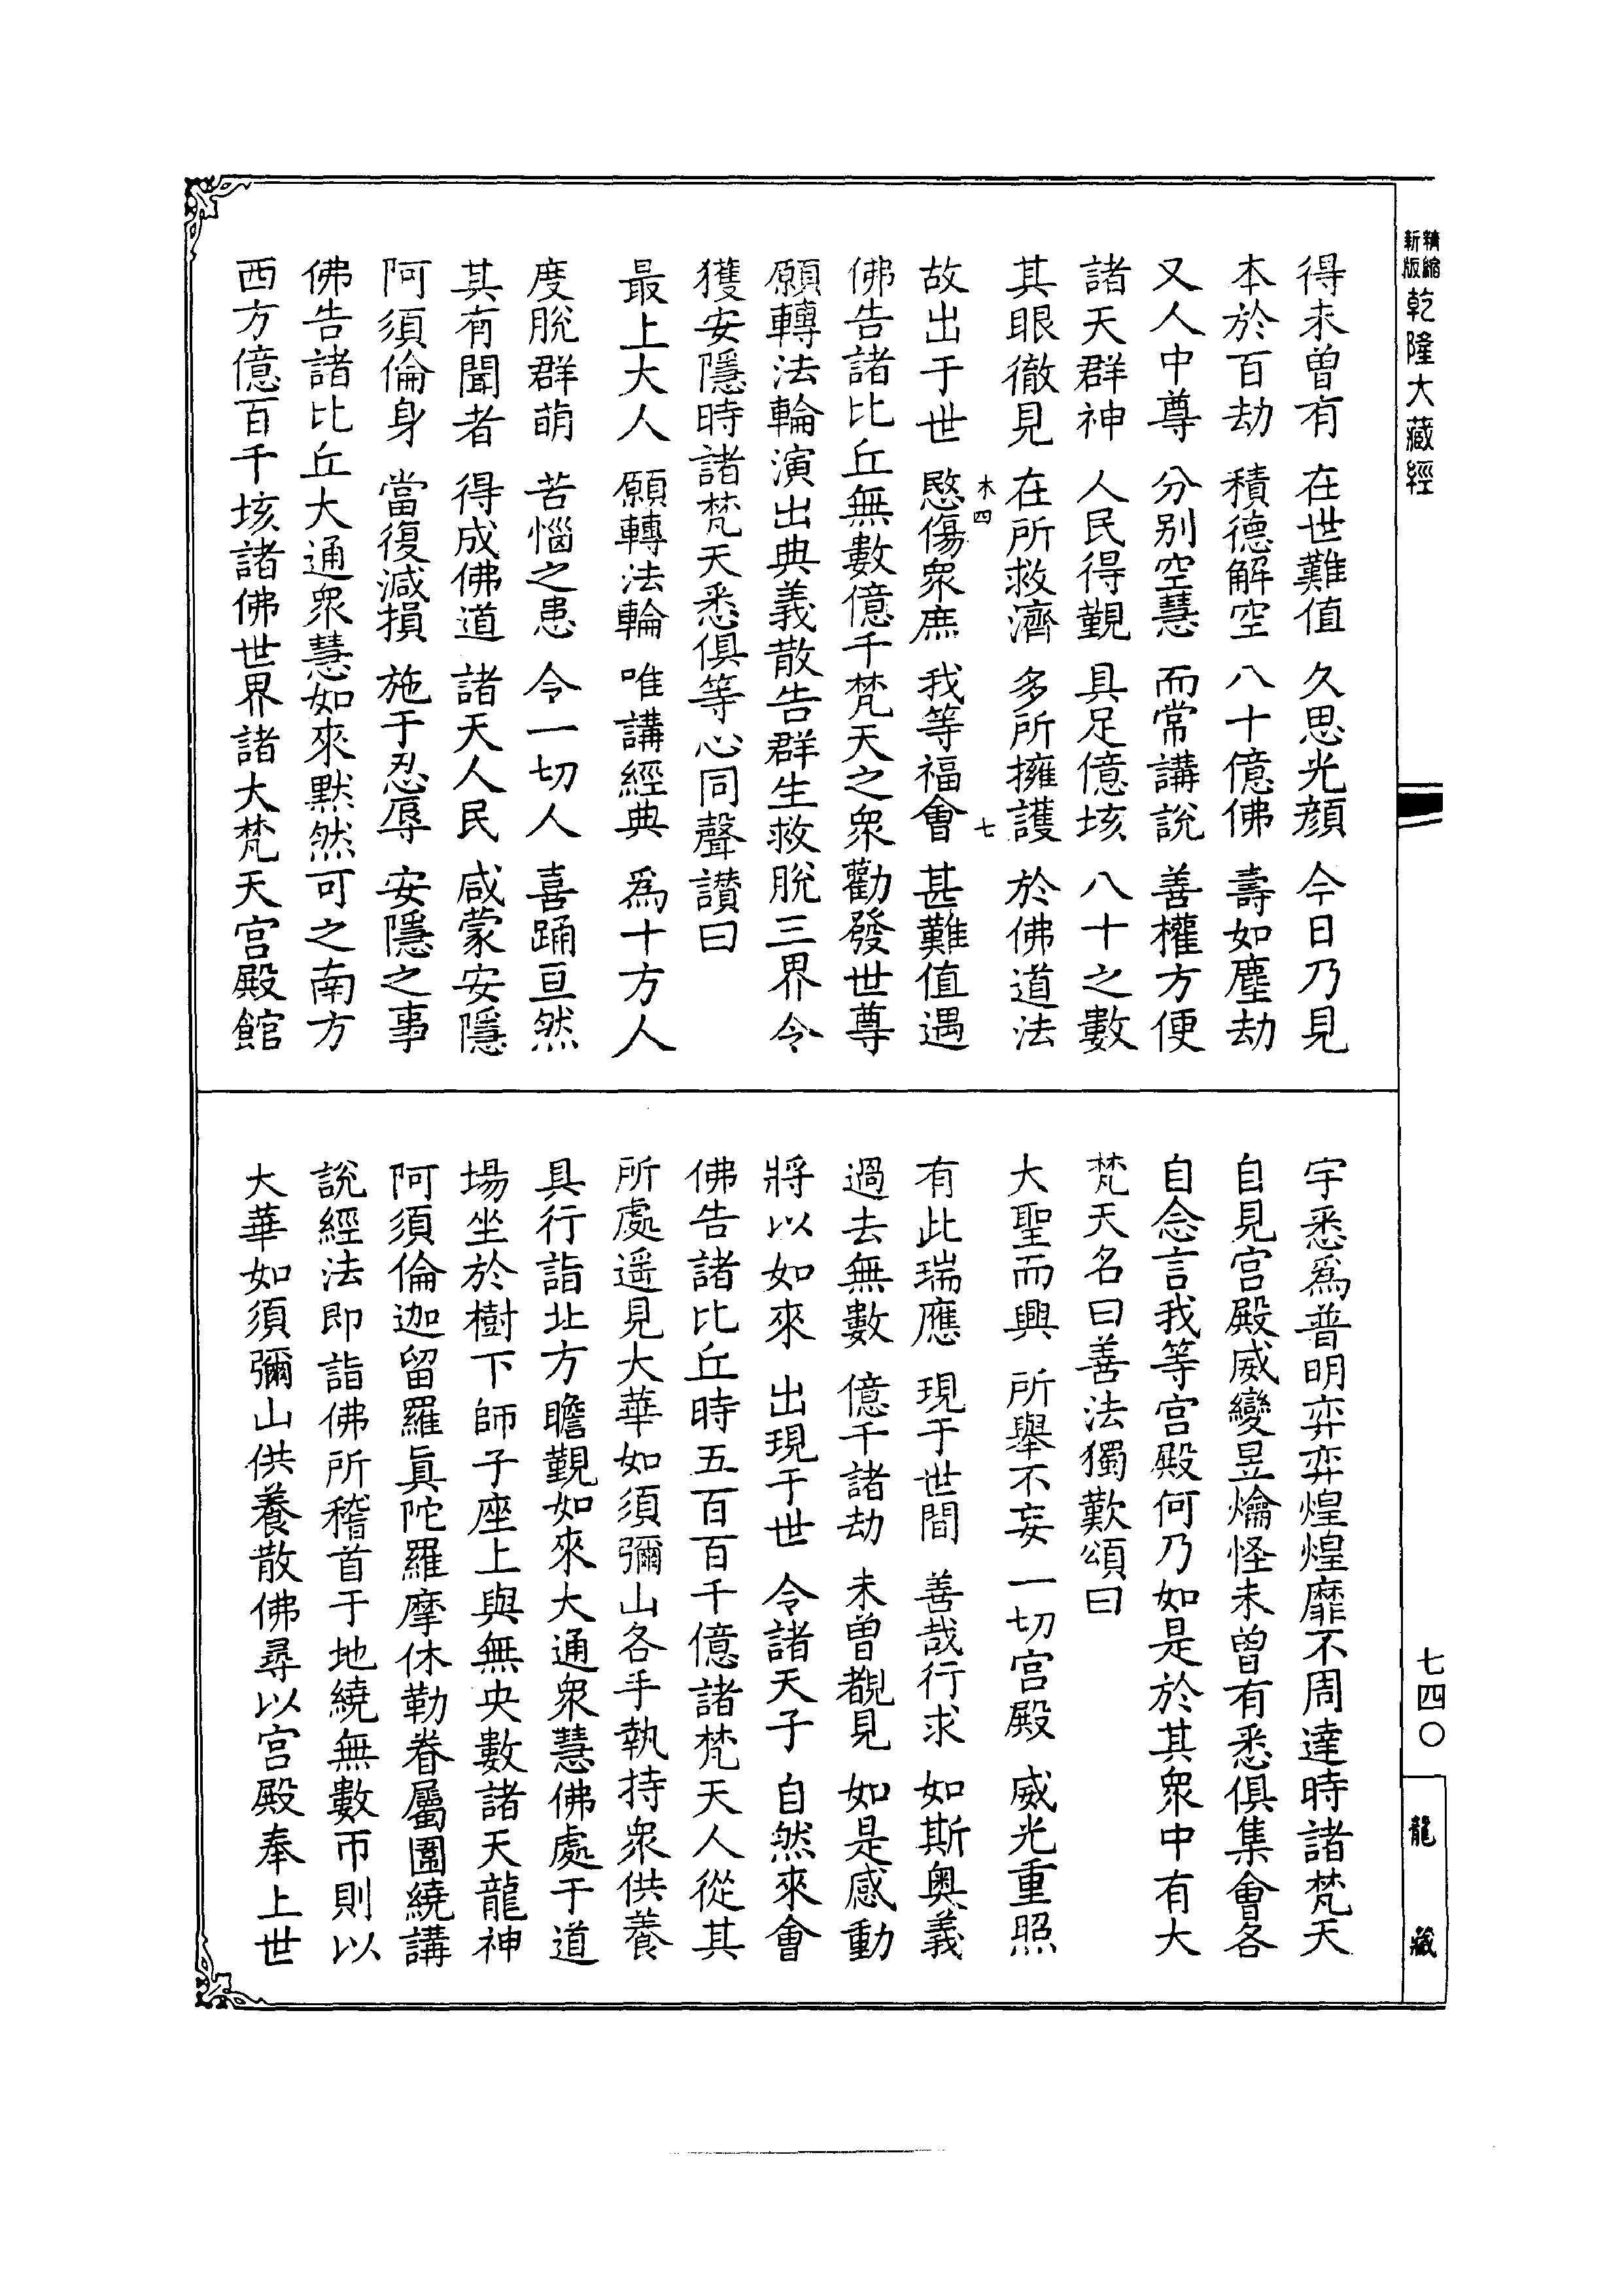 精縮新版乾隆大藏經
七四〇
龍藏
得未曾有 在世難值 久思光顏 今日乃見
本於百劫 積德解空 八十億佛 壽如塵劫
又人中尊 分別空慧 而常講說 善權方便
諸天群神 人民得覲 具足億垓 八十之數
其眼徹見 在所救濟 多所擁護 於佛道法
木四 七
故出于世 愍傷衆庶 我等福會 甚難值遇
佛告諸比丘無數億千梵天之衆勸發世尊
願轉法輪演出典義散告群生救脫三界令
獲安隱時諸梵天悉俱等心同聲讚曰
最上大人 願轉法輪 唯講經典 為十方人
度脫群萌 苦惱之患 令一切人 喜踊亘然
其有聞者 得成佛道 諸天人民 咸蒙安隱
阿須倫身 當復減損 施于忍辱 安隱之事
佛告諸比丘大通衆慧如來默然可之南方
西方億百千垓諸佛世界諸大梵天宮殿館
宇悉爲普明弈弈煌煌靡不周達時諸梵天
自見宮殿威變昱爚怪未曾有悉俱集會各
自念言我等宮殿何乃如是於其衆中有大
梵天名曰善法獨歎頌曰
大聖而興 所舉不妄 一切宮殿 威光重照
有此瑞應 現于世間 善哉行求 如斯奧義
過去無數 億千諸劫 未曾覩見 如是感動
將以如來 出現于世 令諸天子 自然來會
佛告諸比丘時五百百千億諸梵天人從其
所處遥見大華如須彌山各手執持衆供養
具行詣北方瞻覲如來大通衆慧佛處于道
場坐於樹下師子座上與無央數諸天龍神
阿須倫迦留羅眞陀羅摩休勒眷屬圍繞講
說經法即詣佛所稽首于地繞無數帀則以
大華如須彌山供養散佛尋以宮殿奉上世